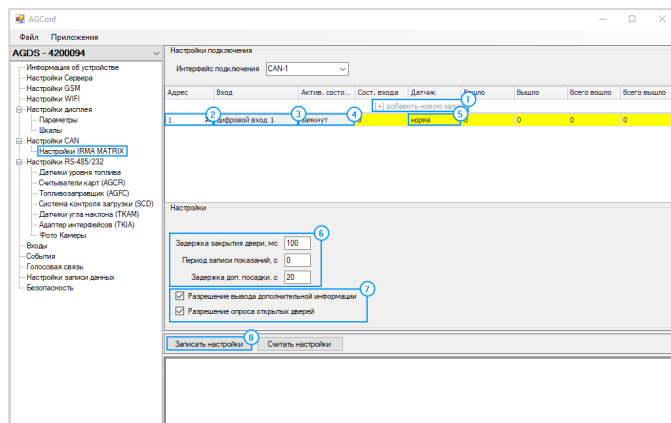 AGConf
Файл Приложения
AGDS - 4200094
Информация об устройстве
Настройки Сервера
Настройки GSM
Настройки WIFI
Настройки дисплея
Параметры
Шкалы
Настройки CAN
Настройки IRMA MATRIX
Настройки RS-485/232
Датчики уровня топлива
Считыватели карт (AGCR)
Топливозаправщик (AGFC)
Система контроля загрузки (SCD)
Датчики угла наклона (TKAM)
Адаптер интерфейсов (TKIA)
Фото Камеры
Входы
События
Голосовая связь
Настройки записи данных
Безопасность
Настройки подключения
Интерфейс подключения CAN-1
Адрес Вход Актив. состо... Сост. входа Датчик Вошло Вышло Всего вошло Всего вышло
[+] добавить новую 1
1 2 цифровой вход 1 3 замкнут 4 0 норма 5 0 0 0 0
Настройки
6
Задержка закрытия двери, мс 100
Период записи показаний, с 0
Задержка доп. посадки, с 20
7
Разрешение вывода дополнительной информации
Разрешение опроса открытых дверей
8
Записать настройки Считать настройки